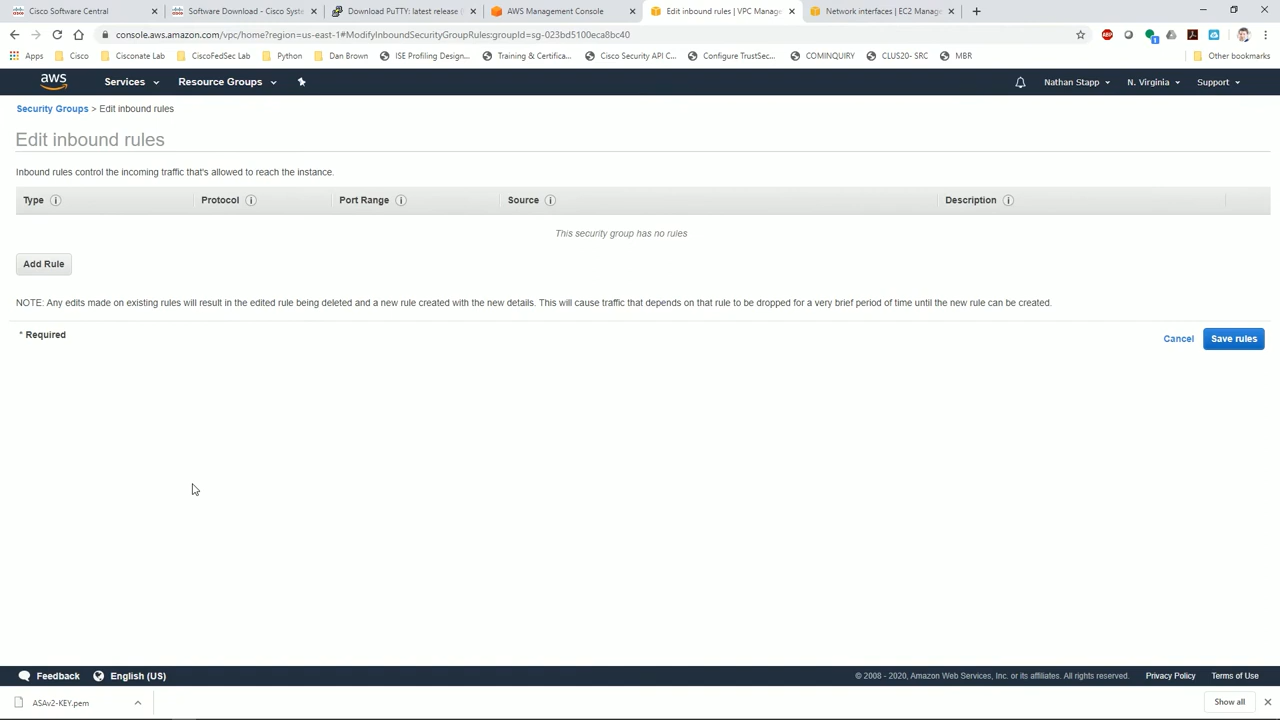 Cisco Software Central
Software Download - Cisco Syste
Download PuTTY: latest release (
AWS Management Console
Edit inbound rules | VPC Manage
Network interfaces | EC2 Manage
console.aws.amazon.com/vpc/home?region=us-east-1#ModifyInboundSecurityGroupRules:groupId=sg-023bd5100eca8bc40
Apps
Cisco
Cisconate Lab
CiscoFedSec Lab
Python
Dan Brown
ISE Profiling Design...
Training & Certifica...
Cisco Security API C...
Configure TrustSec...
COMINQUIRY
CLUS20- SRC
MBR
Other bookmarks
aws
Services
Resource Groups
Nathan Stapp
N. Virginia
Support
Security Groups > Edit inbound rules
Edit inbound rules
Inbound rules control the incoming traffic that's allowed to reach the instance.
Type
Protocol
Port Range
Source
Description
This security group has no rules
Add Rule
NOTE: Any edits made on existing rules will result in the edited rule being deleted and a new rule created with the new details. This will cause traffic that depends on that rule to be dropped for a very brief period of time until the new rule can be created.
* Required
Cancel
Save rules
Feedback
English (US)
© 2008 - 2020, Amazon Web Services, Inc. or its affiliates. All rights reserved.
Privacy Policy
Terms of Use
ASAv2-KEY.pem
Show all